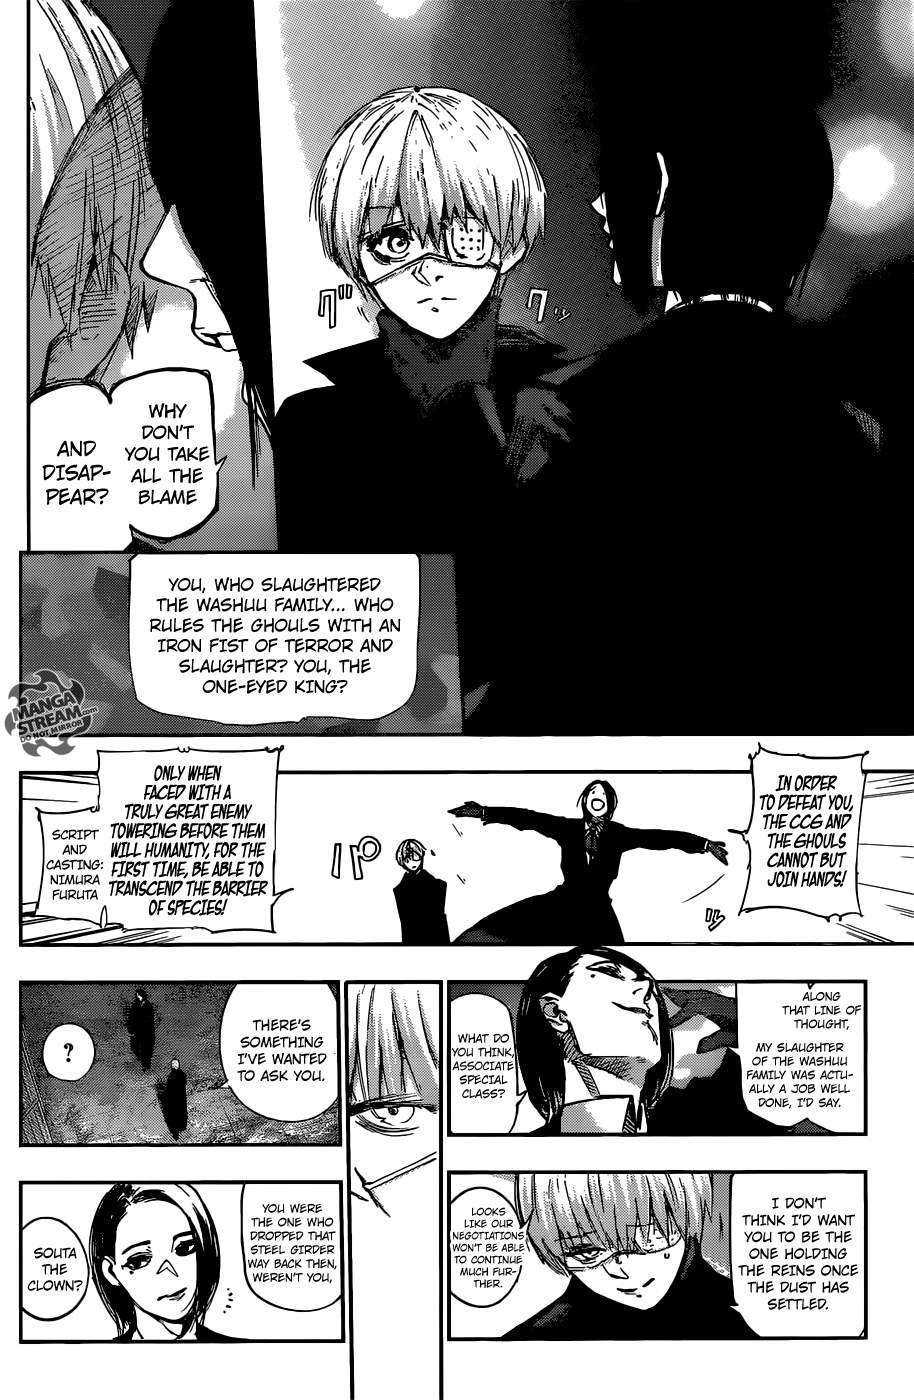 WHY
DON'T
YOU TAKE
ALL THE
BLAME
AND
DISAP-
PEAR?
グッ
グッ
YOU, WHO SLAUGHTERED
THE WASHUU FAMILY... WHO
RULES THE GHOULS WITH AN
IRON FIST OF TERROR AND
SLAUGHTER? YOU, THE
ONE-EYED KING?
MANGA
STREAM.com
DO NOT MIRROR
IN ORDER
TO DEFEAT YOU,
THE CCG AND
THE GHOULS
CANNOT BUT
JOIN HANDS!
ONLY WHEN
FACED WITH A
TRULY GREAT ENEMY
TOWERING BEFORE THEM
WILL HUMANITY, FOR THE
FIRST TIME, BE ABLE TO
TRANSCEND THE BARRIER
OF SPECIES!
SCRIPT
AND
CASTING:
NIMURA
FURUTA
ALONG
THAT LINE OF
THOUGHT,
MY SLAUGHTER
OF THE WASHUU
FAMILY WAS ACTU-
ALLY A JOB WELL
DONE, I'D SAY.
WHAT DO
YOU THINK,
ASSOCIATE
SPECIAL
CLASS?
I DON'T
THINK I'D WANT
YOU TO BE THE
ONE HOLDING
THE REINS ONCE
THE DUST HAS
SETTLED.
LOOKS
LIKE OUR
NEGOTIATIONS
WON'T BE ABLE
TO CONTINUE
MUCH FUR-
THER.
THERE'S
SOMETHING
I'VE WANTED
TO ASK YOU.
?
YOU WERE
THE ONE WHO
DROPPED THAT
STEEL GIRDER
WAY BACK THEN,
WEREN'T YOU,
SOUTA
THE
CLOWN?